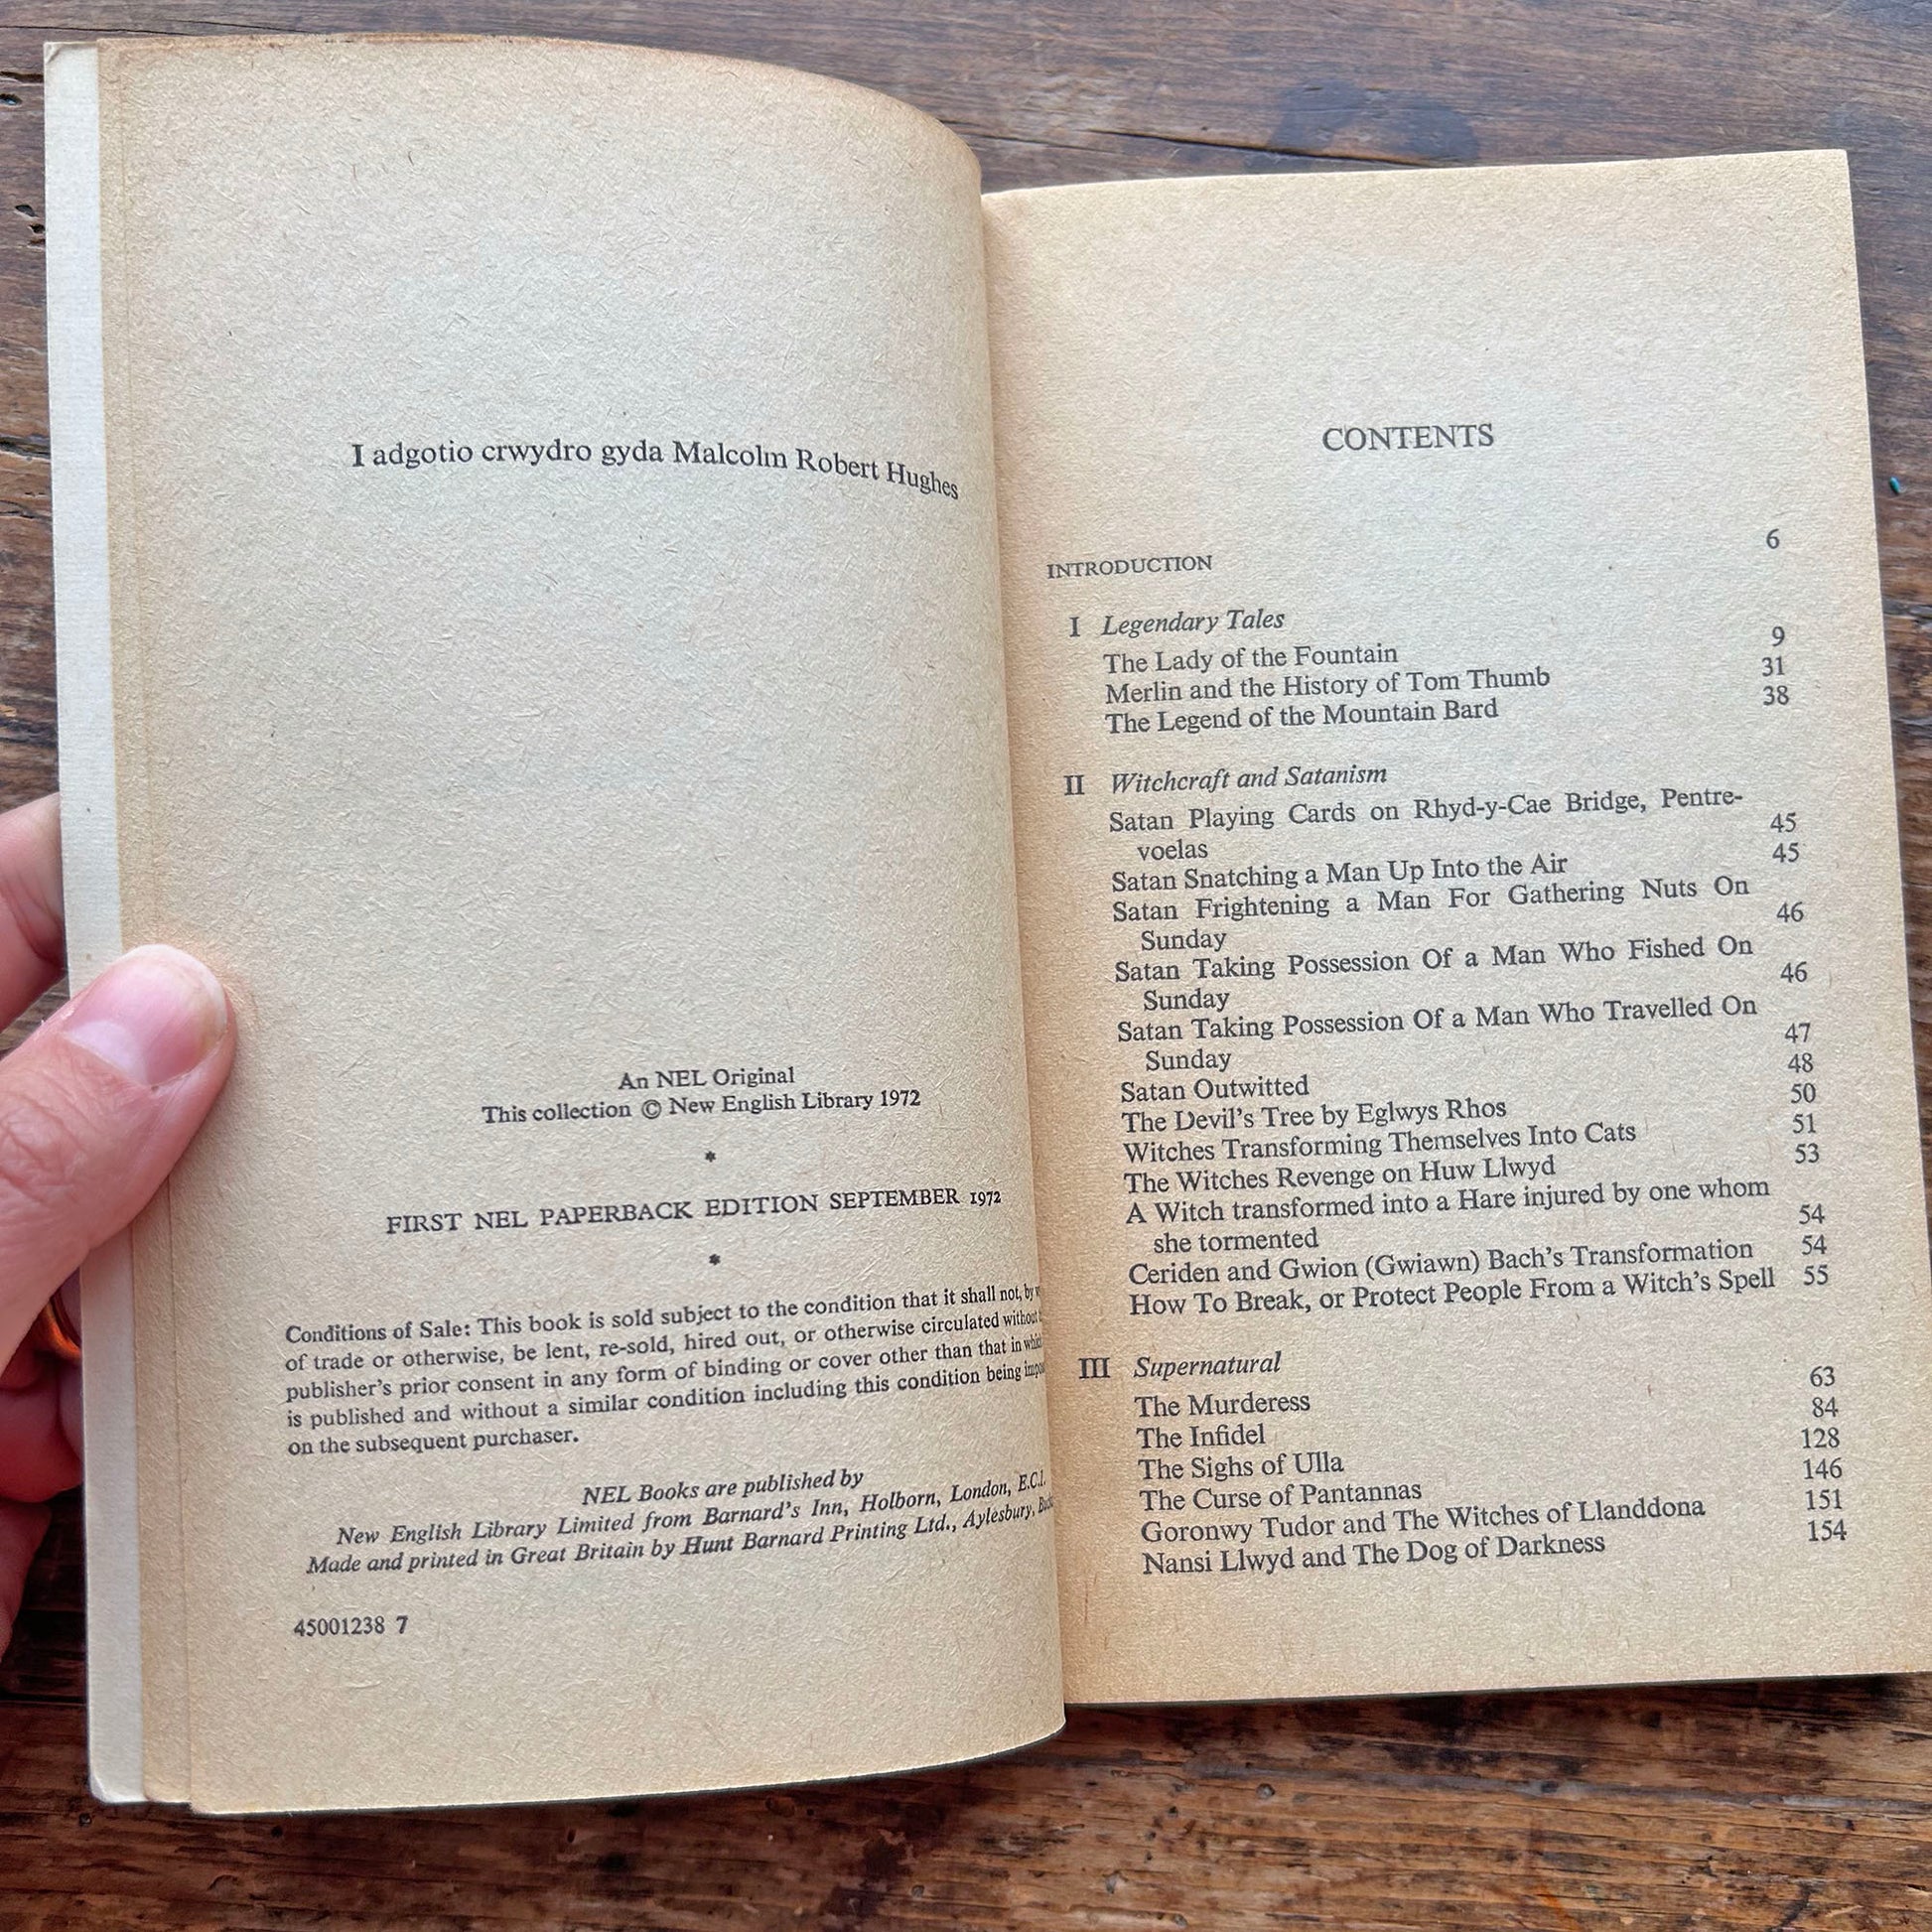 I adgotio crwydro gyda Malcolm Robert Hughes
An NEL Original
This collection © New English Library 1972
*
FIRST NEL PAPERBACK EDITION SEPTEMBER 1972
*
Conditions of Sale: This book is sold subject to the condition that it shall not, by
of trade or otherwise, be lent, re-sold, hired out, or otherwise circulated without
publisher's prior consent in any form of binding or cover other than that in which
is published and without a similar condition including this condition being
on the subsequent purchaser.
NEL Books are published by
New English Library Limited from Barnard's Inn, Holborn, London, E.C.1.
Made and printed in Great Britain by Hunt Barnard Printing Ltd., Aylesbury,
45001238 7
CONTENTS
INTRODUCTION 6
I Legendary Tales
The Lady of the Fountain 9
Merlin and the History of Tom Thumb 31
The Legend of the Mountain Bard 38
II Witchcraft and Satanism
Satan Playing Cards on Rhyd-y-Cae Bridge, Pentre-
voelas 45
Satan Snatching a Man Up Into the Air 45
Satan Frightening a Man For Gathering Nuts On
Sunday 46
Satan Taking Possession Of a Man Who Fished On
Sunday 46
Satan Taking Possession Of a Man Who Travelled On
Sunday 47
Satan Outwitted 48
The Devil's Tree by Eglwys Rhos 50
Witches Transforming Themselves Into Cats 51
The Witches Revenge on Huw Llwyd 53
A Witch transformed into a Hare injured by one whom
she tormented 54
Ceriden and Gwion (Gwiawn) Bach's Transformation 54
How To Break, or Protect People From a Witch's Spell 55
III Supernatural
The Murderess 63
The Infidel 84
The Sighs of Ulla 128
The Curse of Pantannas 146
Goronwy Tudor and The Witches of Llanddona 151
Nansi Llwyd and The Dog of Darkness 154